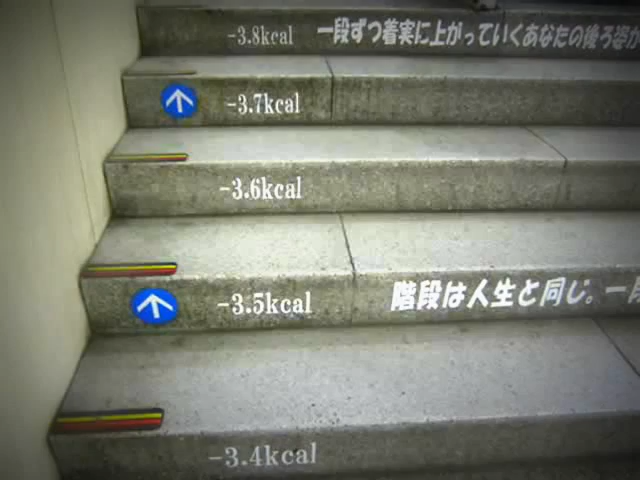 -3.8kcal 一段ずつ着実に上がっていくあなたの後ろ姿が
-3.7kcal
-3.6kcal
-3.5kcal 階段は人生と同じ。一段
-3.4kcal